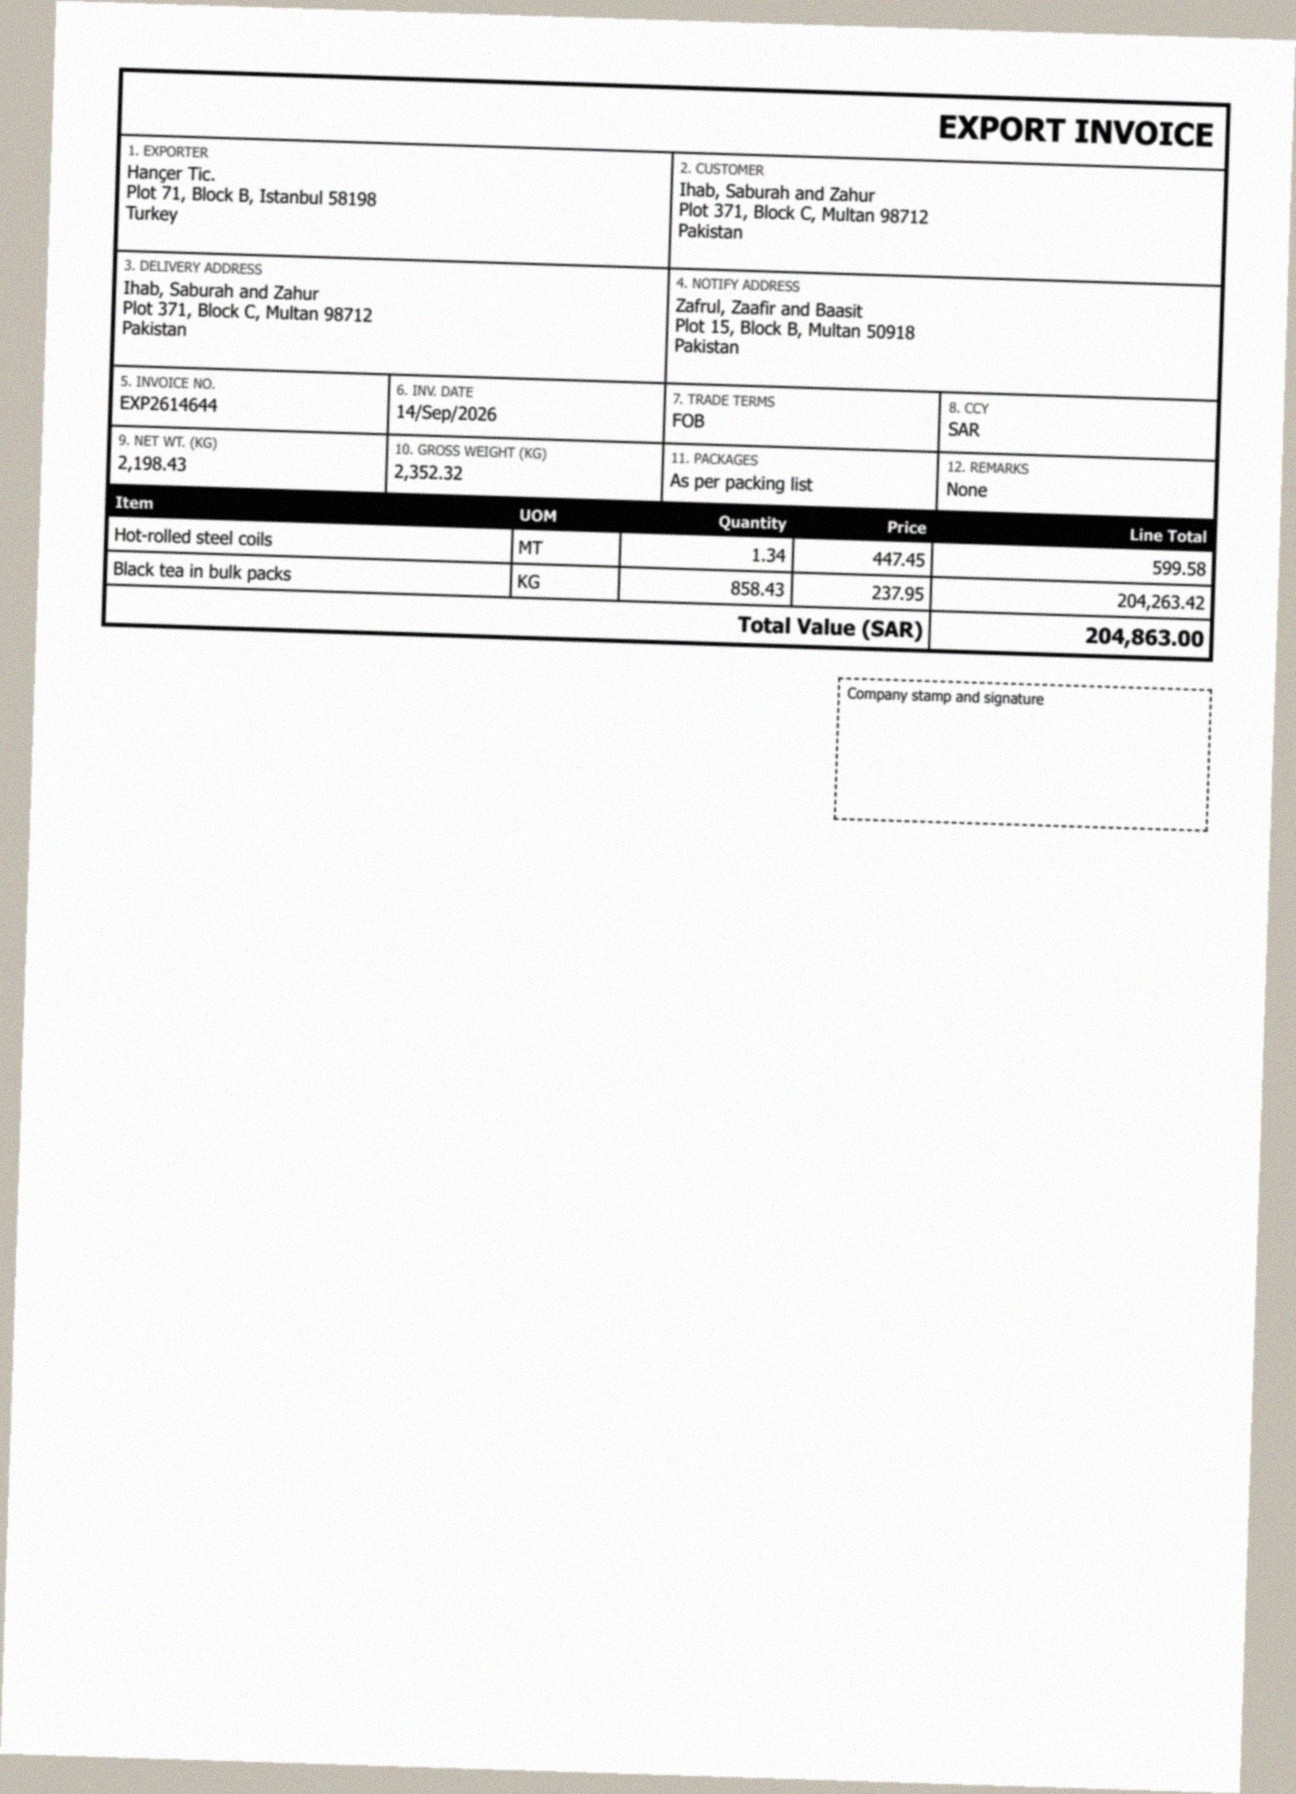 EXPORT INVOICE
1. EXPORTER
Hançer Tic.
Plot 71, Block B, Istanbul 58198
Turkey
2. CUSTOMER
Ihab, Saburah and Zahur
Plot 371, Block C, Multan 98712
Pakistan
3. DELIVERY ADDRESS
Ihab, Saburah and Zahur
Plot 371, Block C, Multan 98712
Pakistan
4. NOTIFY ADDRESS
Zafrul, Zaafir and Baasit
Plot 15, Block B, Multan 50918
Pakistan
5. INVOICE NO.
EXP2614644
6. INV. DATE
14/Sep/2026
7. TRADE TERMS
FOB
8. CCY
SAR
9. NET WT. (KG)
2,198.43
10. GROSS WEIGHT (KG)
2,352.32
11. PACKAGES
As per packing list
12. REMARKS
None
Item UOM Quantity Price Line Total
Hot-rolled steel coils MT 1.34 447.45 599.58
Black tea in bulk packs KG 858.43 237.95 204,263.42
Total Value (SAR) 204,863.00
Company stamp and signature